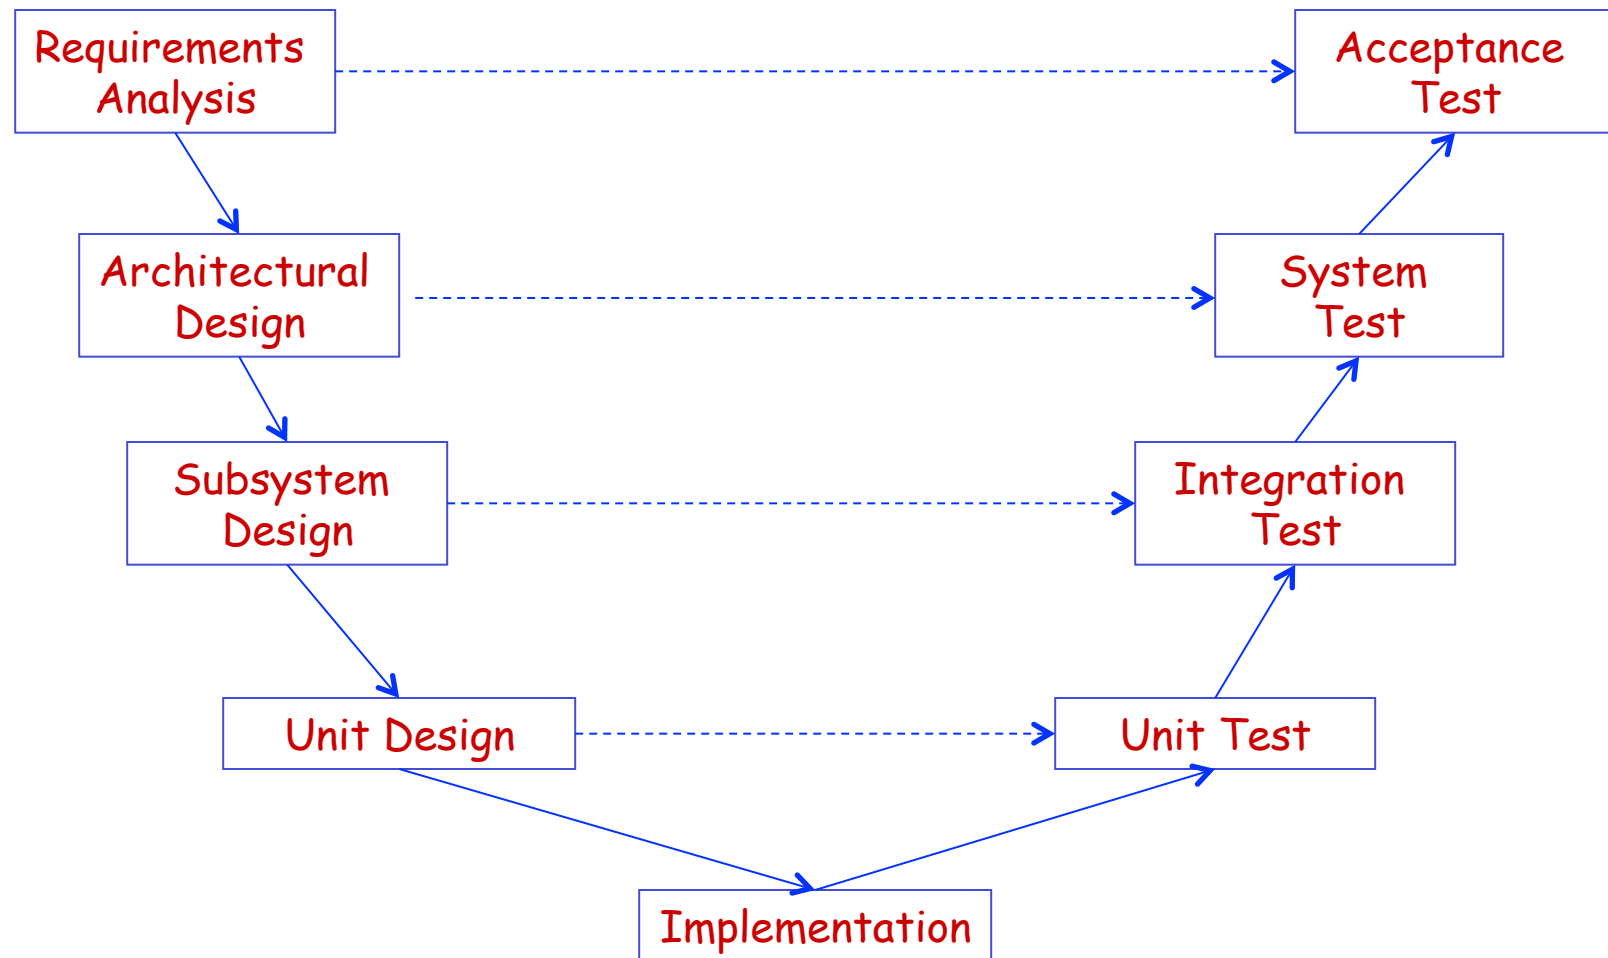 Requirements
Analysis
Acceptance
Test
Architectural
Design
System
Test
Subsystem
Design
Integration
Test
Unit Design
Unit Test
Implementation